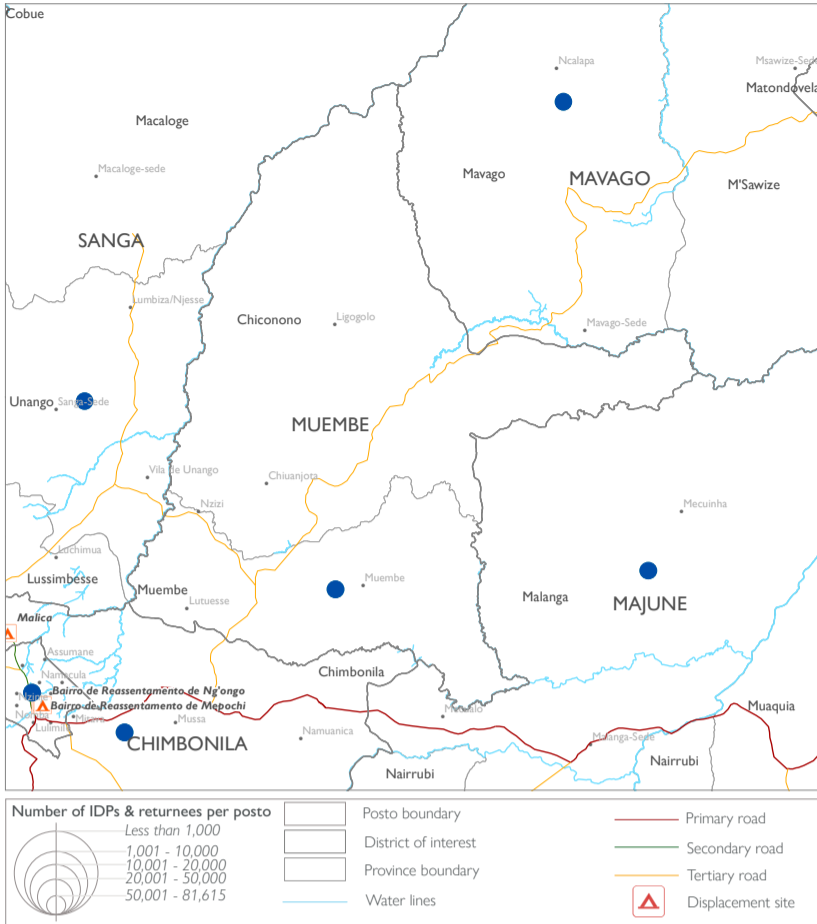 Cobue
Ncalapa
Msawize-Sede
Matondovela
Macaloge
Macaloge-sede
Mavago
MAVAGO
M'Sawize
SANGA
Lumbiza/Njesse
Chiconono
Ligogolo
Mavago-Sede
Unango
Sanga-Sede
MUEMBE
Vila de Unango
Chiuanjota
Nzizi
Mecuinha
Luchimua
Lussimbesse
Muembe
Lutuesse
Muembe
Malanga
MAJUNE
Malica
Assumane
Namacula
Chimbonila
Bairro de Reassentamento de Ng'ongo
Bairro de Reassentamento de Mepochi
Lulimile
Mussa
CHIMBONILA
Namuanica
Malanga-Sede
Muaquia
Nairrubi
Nairrubi
Number of IDPs & returnees per posto
Less than 1,000
1,001 - 10,000
10,001 - 20,000
20,001 - 50,000
50,001 - 81,615
Posto boundary
District of interest
Province boundary
Water lines
Primary road
Secondary road
Tertiary road
Displacement site